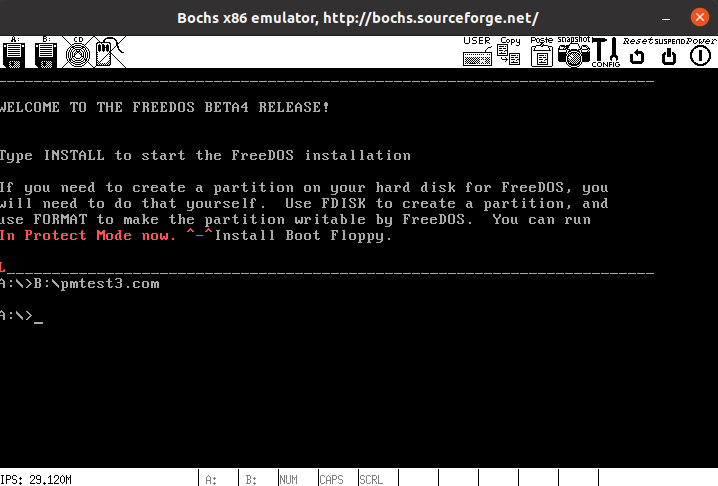 Bochs x86 emulator, http://bochs.sourceforge.net/
A: B: CD USER Copy Paste snapshot CONFIG Reset SUSPEND Power
WELCOME TO THE FREEDOS BETA4 RELEASE!
Type INSTALL to start the FreeDOS installation
If you need to create a partition on your hard disk for FreeDOS, you
will need to do that yourself.  Use FDISK to create a partition, and
use FORMAT to make the partition writable by FreeDOS.  You can run
In Protect Mode now. ^-^Install Boot Floppy.
L________________________________________________________________________
A:\>B:\pmtest3.com
A:\>_
IPS: 29.120M A: B: NUM CAPS SCRL